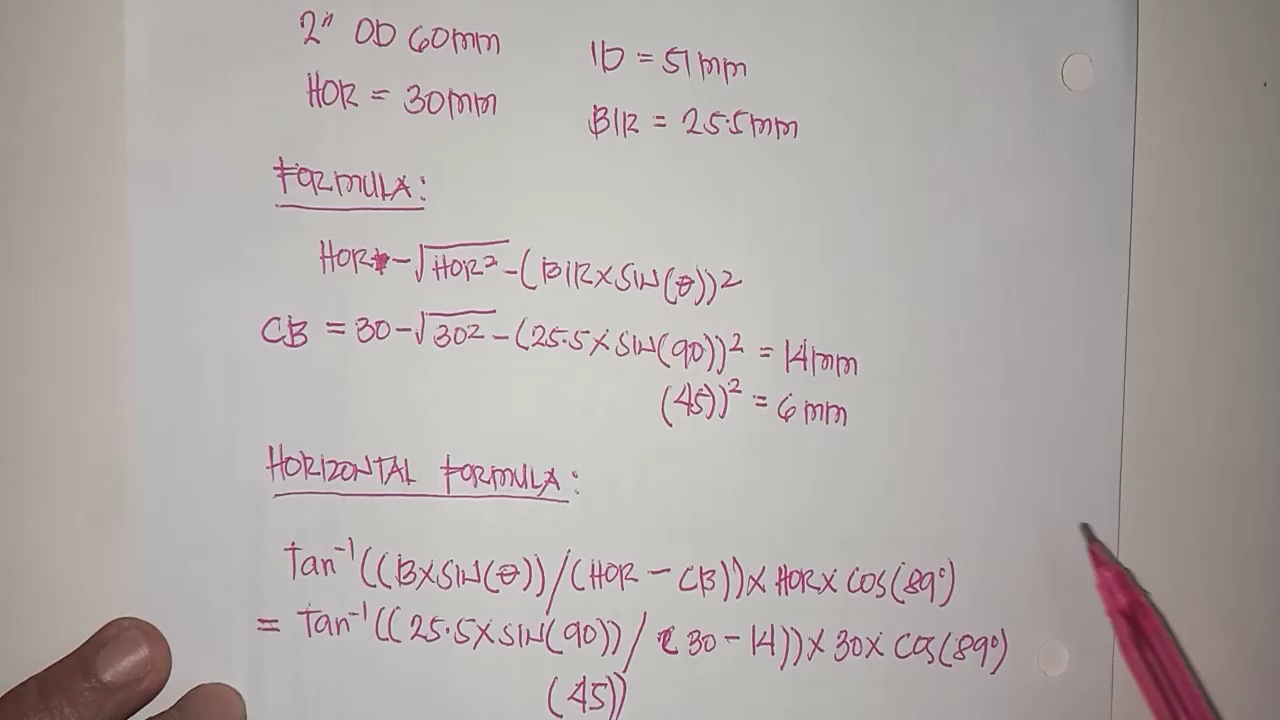 2" OD 60mm
ID = 51mm
HOR = 30mm
BIR = 25.5mm
FORMULA:
HOR - √HOR² - (BIR × SIN(θ))²
CB = 30 - √30² - (25.5 × SIN(90))² = 14mm
(45))² = 6mm
HORIZONTAL FORMULA:
tan⁻¹((B×SIN(θ))/(HOR - CB)) × HOR × COS(89°)
= tan⁻¹((25.5×SIN(90))/(30 - 14)) × 30 × COS(89°)
(45))